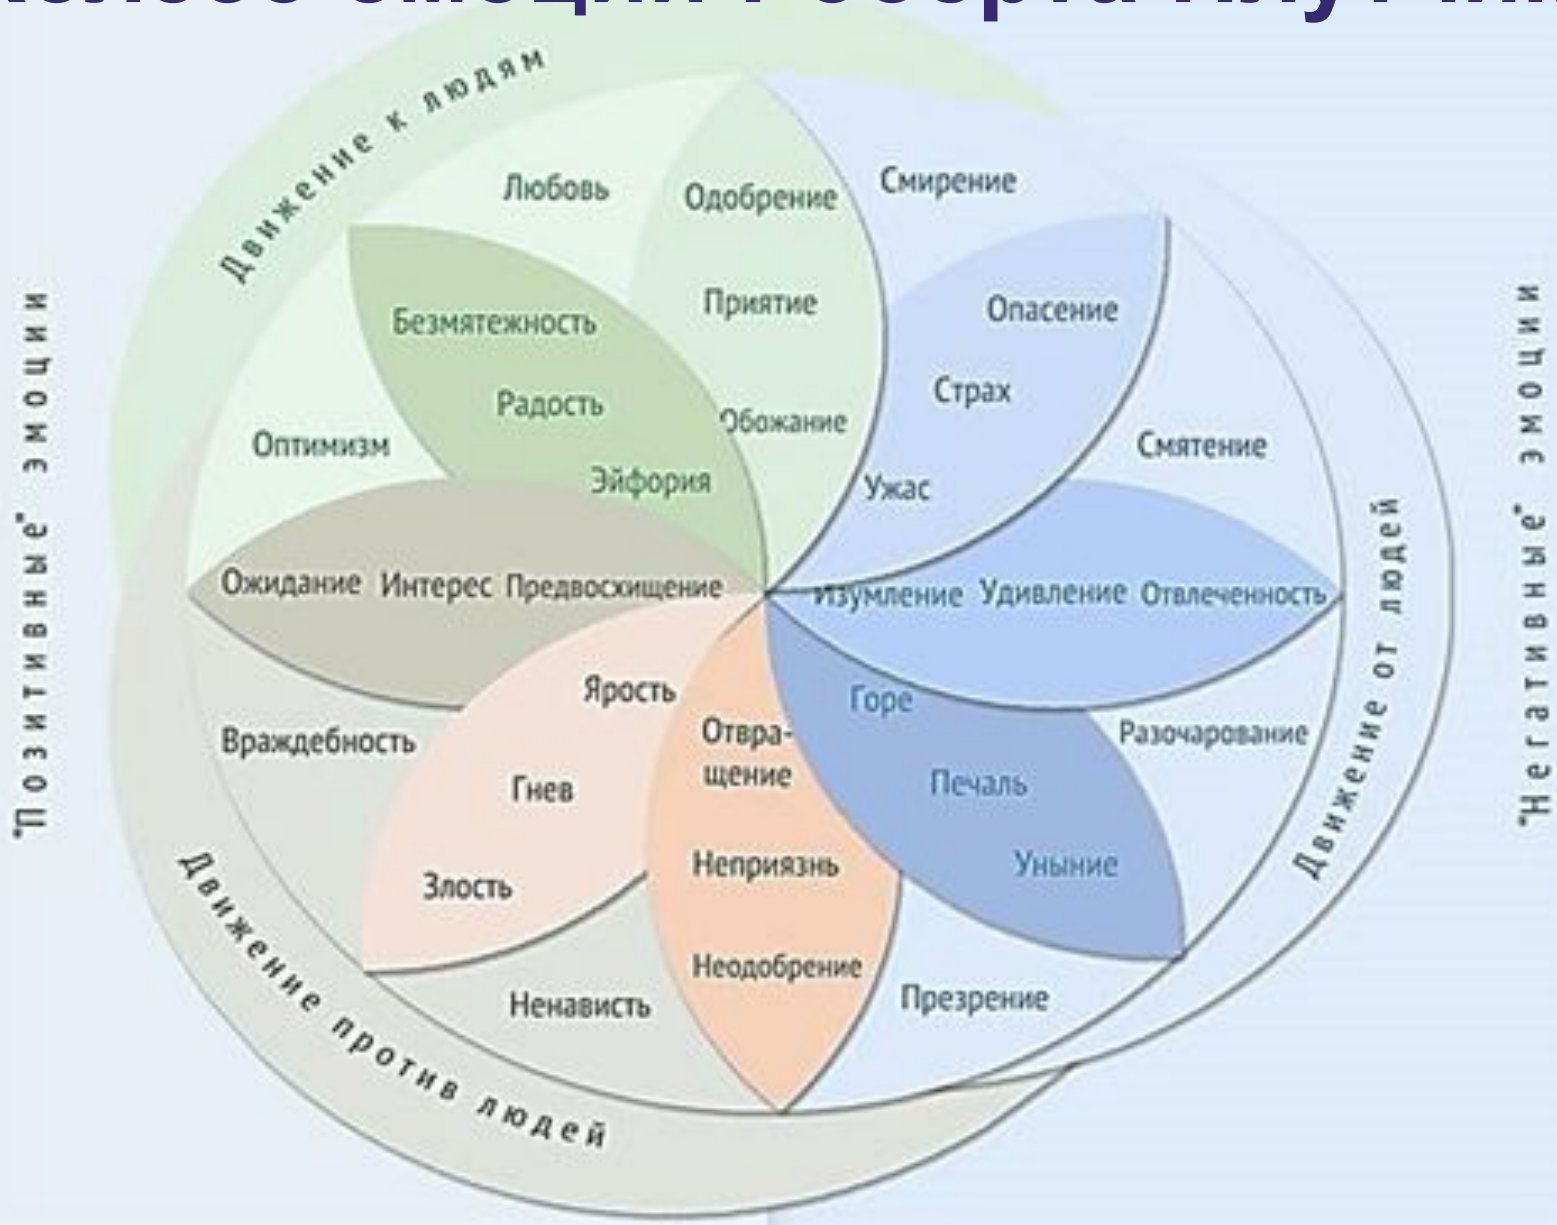 Движение к людям
"Позитивные" эмоции
"Негативные" эмоции
Любовь
Одобрение
Смирение
Безмятежность
Приятие
Опасение
Радость
Страх
Обожание
Оптимизм
Смятение
Эйфория
Ужас
Ожидание Интерес Предвосхищение
Изумление Удивление Отвлеченность
Движение от людей
Ярость
Горе
Враждебность
Отвра-
щение
Разочарование
Гнев
Печаль
Неприязнь
Уныние
Злость
Неодобрение
Ненависть
Презрение
Движение против людей